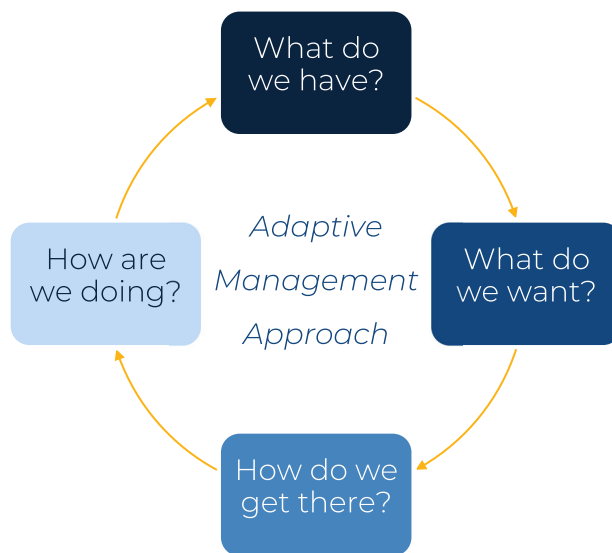 What do
we have?
Adaptive
Management
Approach
How are
we doing?
What do
we want?
How do we
get there?